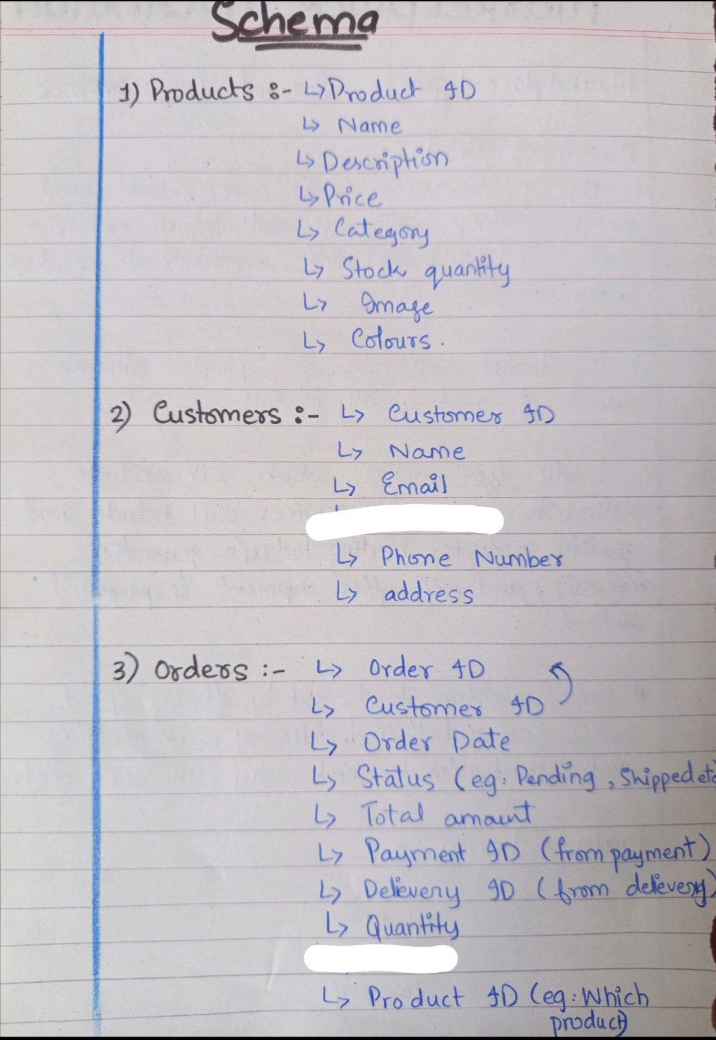 Schema
1) Products :- ↳ Product ID
↳ Name
↳ Description
↳ Price
↳ Category
↳ Stock quantity
↳ Image
↳ Colours.
2) Customers :- ↳ Customer ID
↳ Name
↳ Email
↳ Phone Number
↳ address
3) Orders :- ↳ Order ID
↳ Customer ID
↳ Order Date
↳ Status (eg: Pending, Shipped etc
↳ Total amount
↳ Payment ID (from payment)
↳ Delievery ID (from delievery)
↳ Quantity
↳ Product ID (eg: Which
product)